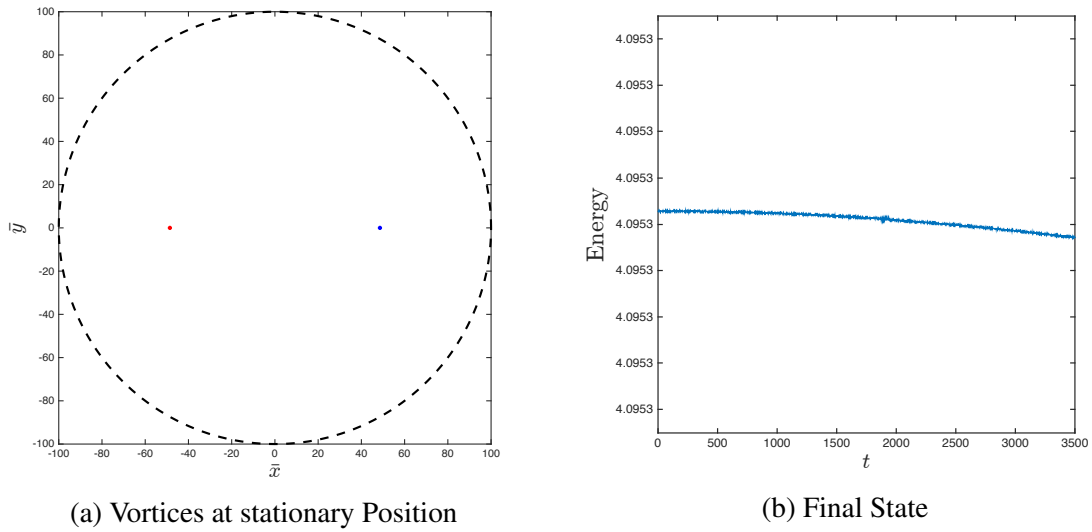 100
80
60
40
20
0
-20
-40
-60
-80
-100
ȳ
-100 -80 -60 -40 -20 0 20 40 60 80 100
x̄
(a) Vortices at stationary Position
4.0953
4.0953
4.0953
4.0953
4.0953
4.0953
4.0953
4.0953
4.0953
Energy
0 500 1000 1500 2000 2500 3000 3500
t
(b) Final State